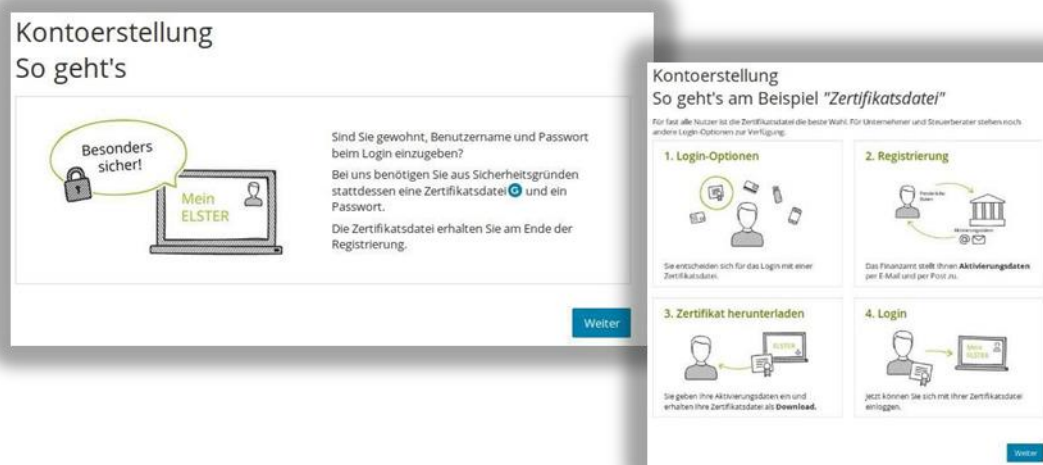 Kontoerstellung
So geht's
Besonders
sicher!
Mein
ELSTER
Sind Sie gewohnt, Benutzername und Passwort
beim Login einzugeben?
Bei uns benötigen Sie aus Sicherheitsgründen
stattdessen eine Zertifikatsdatei G und ein
Passwort.
Die Zertifikatsdatei erhalten Sie am Ende der
Registrierung.
Weiter
Kontoerstellung
So geht's am Beispiel "Zertifikatsdatei"
Für fast alle Nutzer ist die Zertifikatsdatei die beste Wahl. Für Unternehmer und Steuerberater stehen noch
andere Login-Optionen zur Verfügung.
1. Login-Optionen
Sie entscheiden sich für das Login mit einer
Zertifikatsdatei.
2. Registrierung
Persönliche
Daten
Aktivierungsdaten
Das Finanzamt stellt Ihnen Aktivierungsdaten
per E-Mail und per Post zu.
3. Zertifikat herunterladen
ELSTER
Sie geben Ihre Aktivierungsdaten ein und
erhalten Ihre Zertifikatsdatei als Download.
4. Login
Mein
ELSTER
Jetzt können Sie sich mit Ihrer Zertifikatsdatei
einloggen.
Weiter